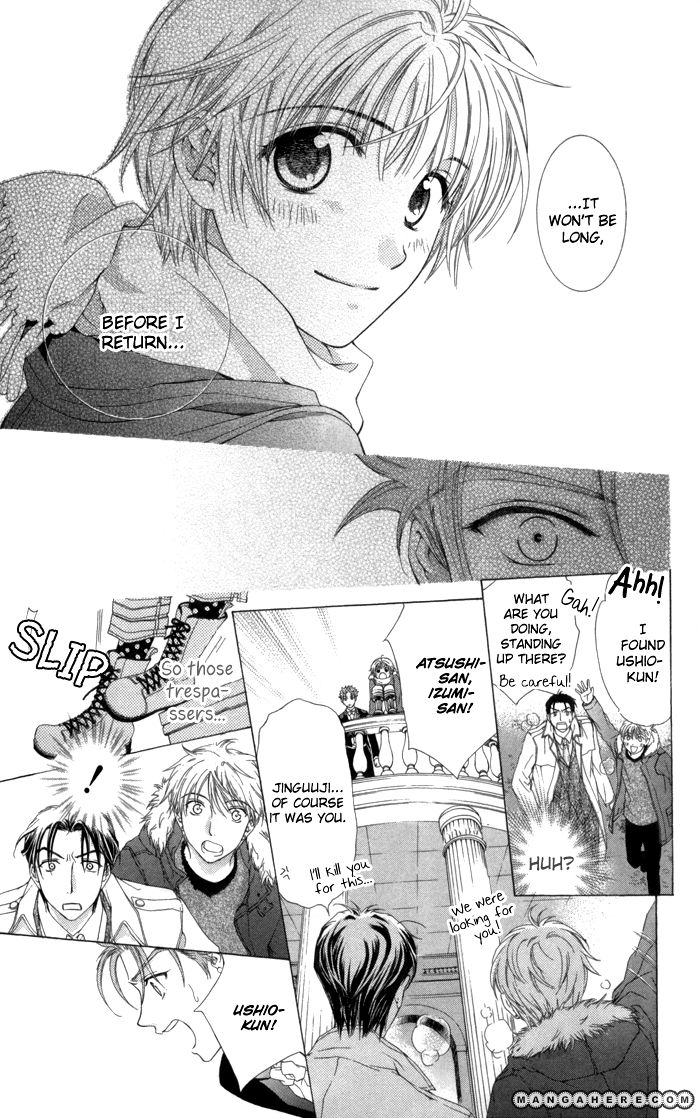 ...IT
WON'T BE
LONG,
BEFORE I
RETURN...
Ahh!
I
FOUND
USHIO-
KUN!
Gah!
WHAT
ARE YOU
DOING,
STANDING
UP THERE?
Be careful!
HUH?
ATSUSHI-
SAN,
IZUMI-
SAN!
JINGUUJI...
...OF COURSE
IT WAS YOU.
I'll kill you
for this...
We were
looking for
you!
SLIP
So those
trespa-
ssers...
!
USHIO-
KUN!
MANGAHERE.COM